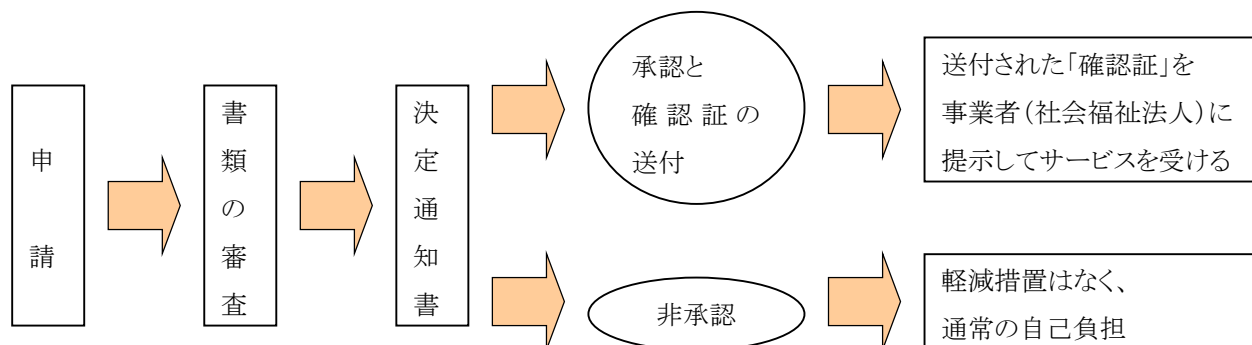 申請
書類の審査
決定通知書
承認と
確認証の
送付
送付された「確認証」を
事業者(社会福祉法人)に
提示してサービスを受ける
非承認
軽減措置はなく、
通常の自己負担